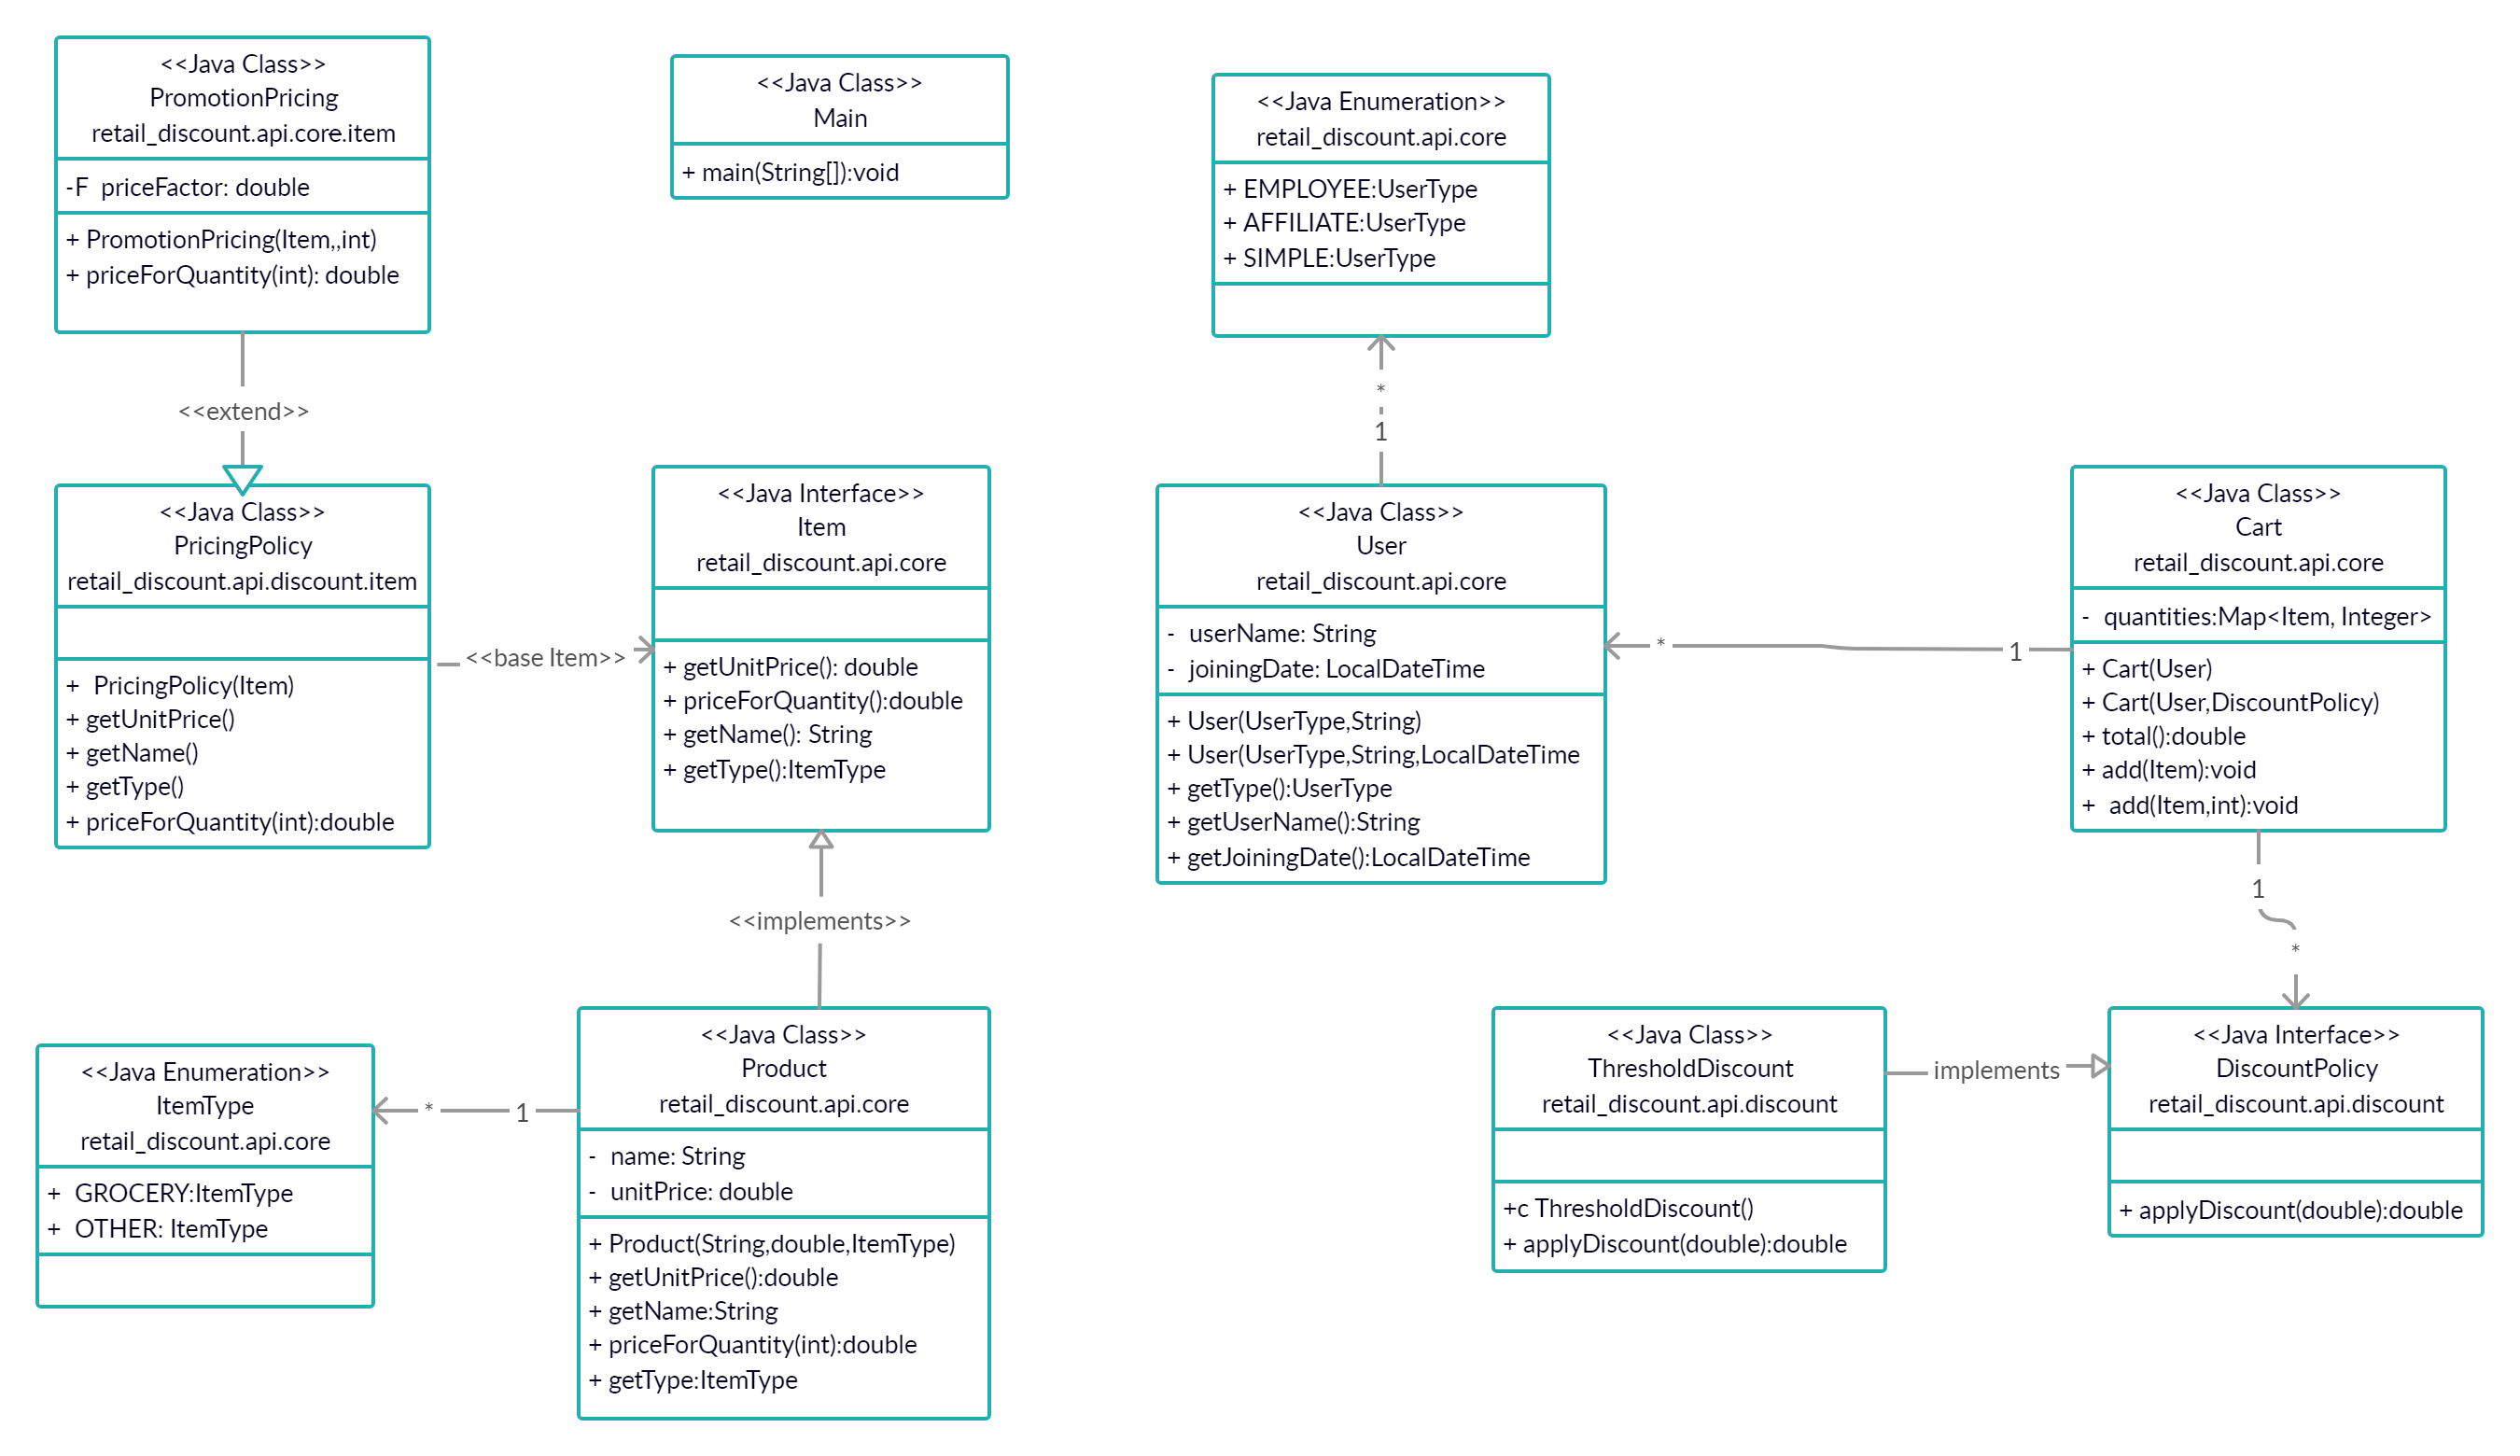 <<Java Class>>
PromotionPricing
retail_discount.api.core.item
-F priceFactor: double
+ PromotionPricing(Item,,int)
+ priceForQuantity(int): double
<<extend>>
<<Java Class>>
PricingPolicy
retail_discount.api.discount.item
+ PricingPolicy(Item)
+ getUnitPrice()
+ getName()
+ getType()
+ priceForQuantity(int):double
<<base Item>>
<<Java Class>>
Main
+ main(String[]):void
<<Java Interface>>
Item
retail_discount.api.core
+ getUnitPrice(): double
+ priceForQuantity():double
+ getName(): String
+ getType():ItemType
<<implements>>
<<Java Enumeration>>
ItemType
retail_discount.api.core
+ GROCERY:ItemType
+ OTHER: ItemType
* 1
<<Java Class>>
Product
retail_discount.api.core
- name: String
- unitPrice: double
+ Product(String,double,ItemType)
+ getUnitPrice():double
+ getName:String
+ priceForQuantity(int):double
+ getType:ItemType
<<Java Enumeration>>
retail_discount.api.core
+ EMPLOYEE:UserType
+ AFFILIATE:UserType
+ SIMPLE:UserType
*
1
<<Java Class>>
User
retail_discount.api.core
- userName: String
- joiningDate: LocalDateTime
+ User(UserType,String)
+ User(UserType,String,LocalDateTime
+ getType():UserType
+ getUserName():String
+ getJoiningDate():LocalDateTime
* 1
<<Java Class>>
Cart
retail_discount.api.core
- quantities:Map<Item, Integer>
+ Cart(User)
+ Cart(User,DiscountPolicy)
+ total():double
+ add(Item):void
+ add(Item,int):void
1
*
<<Java Class>>
ThresholdDiscount
retail_discount.api.discount
+c ThresholdDiscount()
+ applyDiscount(double):double
implements
<<Java Interface>>
DiscountPolicy
retail_discount.api.discount
+ applyDiscount(double):double